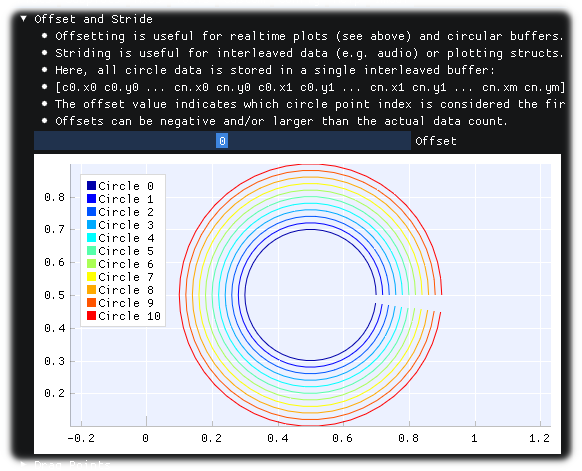 Offset and Stride
Offsetting is useful for realtime plots (see above) and circular buffers.
Striding is useful for interleaved data (e.g. audio) or plotting structs.
Here, all circle data is stored in a single interleaved buffer:
[c0.x0 c0.y0 ... cn.x0 cn.y0 c0.x1 c0.y1 ... cn.x1 cn.y1 ... cn.xm cn.ym]
The offset value indicates which circle point index is considered the fir
Offsets can be negative and/or larger than the actual data count.
0 Offset
Circle 0
Circle 1
Circle 2
Circle 3
Circle 4
Circle 5
Circle 6
Circle 7
Circle 8
Circle 9
Circle 10
0.8
0.7
0.6
0.5
0.4
0.3
0.2
-0.2 0 0.2 0.4 0.6 0.8 1 1.2